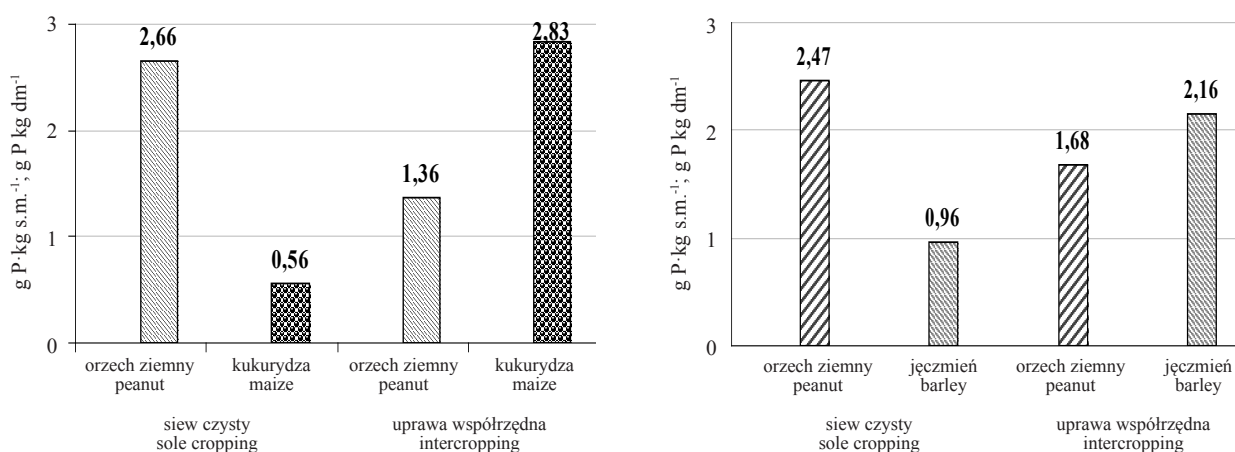 g P·kg s.m.⁻¹; g P kg dm⁻¹
3
2
1
0
2,66
0,56
1,36
2,83
orzech ziemny
peanut
kukurydza
maize
orzech ziemny
peanut
kukurydza
maize
siew czysty
sole cropping
uprawa współrzędna
intercropping
g P·kg s.m.⁻¹; g P kg dm⁻¹
3
2
1
0
2,47
0,96
1,68
2,16
orzech ziemny
peanut
jęczmień
barley
orzech ziemny
peanut
jęczmień
barley
siew czysty
sole cropping
uprawa współrzędna
intercropping